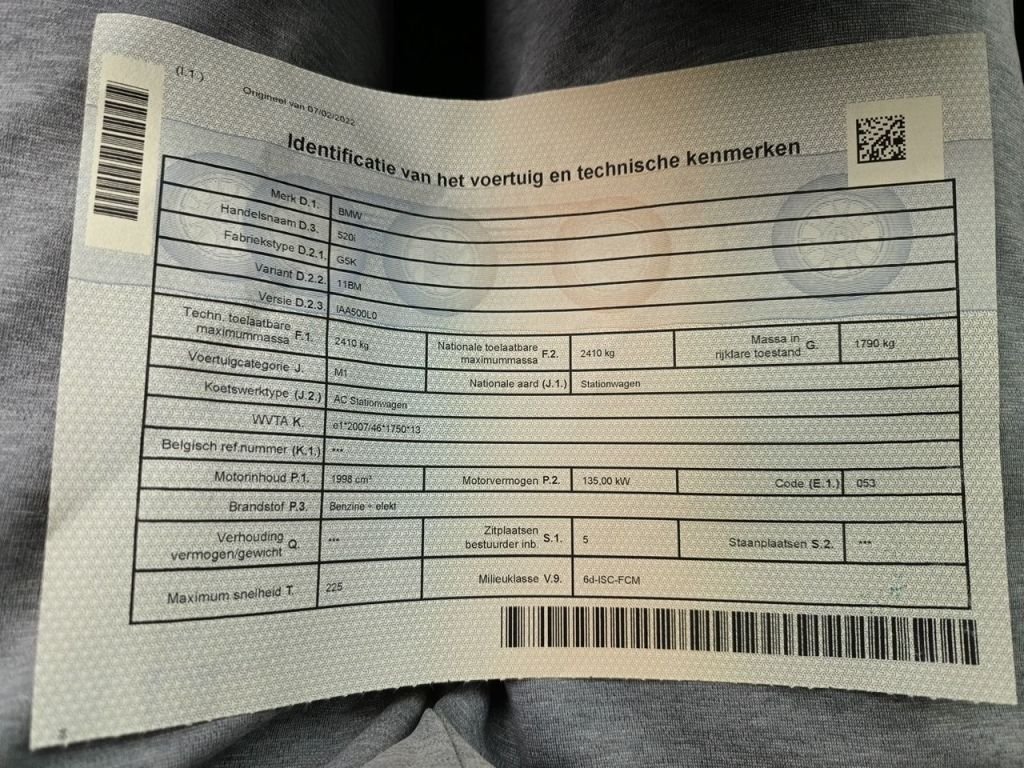 (I.1.)
Origineel van 07/02/2022
Identificatie van het voertuig en technische kenmerken
Merk D.1. BMW
Handelsnaam D.3. 520i
Fabriekstype D.2.1. G5K
Variant D.2.2. 11BM
Versie D.2.3. IAA500L0
Techn. toelaatbare maximummassa F.1. 2410 kg Nationale toelaatbare maximummassa F.2. 2410 kg Massa in rijklare toestand G. 1790 kg
Voertuigcategorie J. M1 Nationale aard (J.1.) Stationwagen
Koetswerktype (J.2.) AC Stationwagen
WVTA K. e1*2007/46*1750*13
Belgisch ref.nummer (K.1.) ***
Motorinhoud P.1. 1998 cm³ Motorvermogen P.2. 135,00 kW Code (E.1.) 053
Brandstof P.3. Benzine + elekt
Verhouding vermogen/gewicht Q. *** Zitplaatsen bestuurder inb. S.1. 5 Staanplaatsen S.2. ***
Maximum snelheid T. 225 Milieuklasse V.9. 6d-ISC-FCM